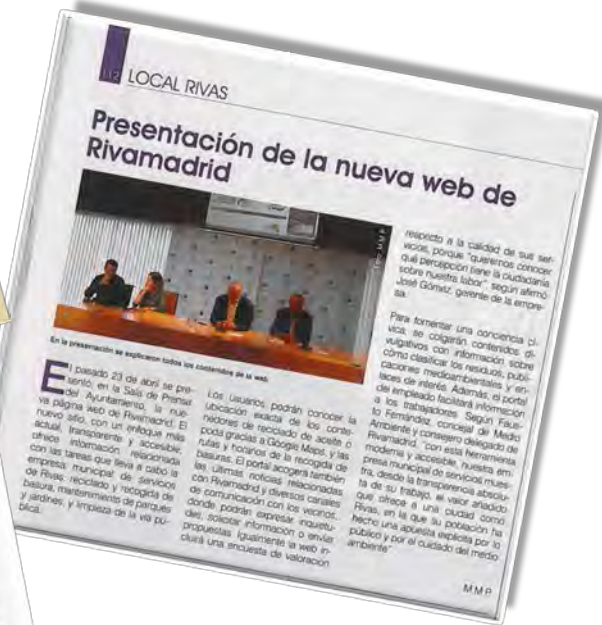 112 LOCAL RIVAS
Presentación de la nueva web de
Rivamadrid
Foto: M.M.P.
En la presentación se explicaron todos los contenidos de la web
El pasado 23 de abril se pre-
sentó, en la Sala de Prensa
del Ayuntamiento, la nue-
va página web de Rivamadrid. El
nuevo sitio, con un enfoque más
actual, transparente y accesible,
ofrece información relacionada
con las tareas que lleva a cabo la
empresa municipal de servicios
de Rivas, reciclado y recogida de
basura, mantenimiento de parques
y jardines, y limpieza de la vía pú-
blica.
Los usuarios podrán conocer la
ubicación exacta de los conte-
nedores de reciclado de aceite o
poda gracias a Google Maps, y las
rutas y horarios de la recogida de
basuras. El portal acogerá también
las últimas noticias relacionadas
con Rivamadrid y diversos canales
de comunicación con los vecinos,
donde podrán expresar inquietu-
des, solicitar información o enviar
propuestas. Igualmente la web in-
cluirá una encuesta de valoración
respecto a la calidad de sus ser-
vicios, porque "queremos conocer
qué percepción tiene la ciudadanía
sobre nuestra labor", según afirmó
José Gómez, gerente de la empre-
sa.
Para fomentar una conciencia cí-
vica, se colgarán contenidos di-
vulgativos con información sobre
cómo clasificar los residuos, publi-
caciones medioambientales y en-
laces de interés. Además, el portal
del empleado facilitará información
a los trabajadores. Según Faus-
to Fernández, concejal de Medio
Ambiente y consejero delegado de
Rivamadrid, "con esta herramienta
moderna y accesible, nuestra em-
presa municipal de servicios mues-
tra, desde la transparencia absolu-
ta de su trabajo, el valor añadido
que ofrece a una ciudad como
Rivas, en la que su población ha
hecho una apuesta explícita por lo
público y por el cuidado del medio
ambiente"
M.M.P.